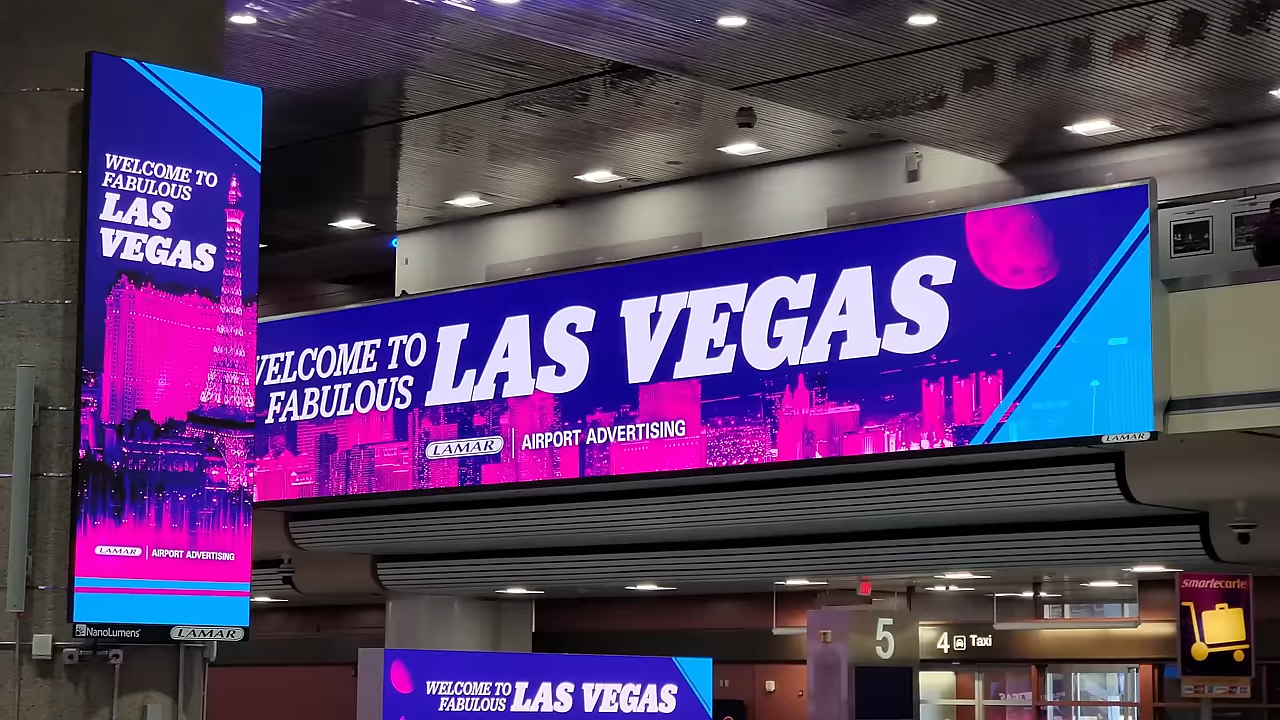 WELCOME TO
FABULOUS
LAS
VEGAS
LAMAR | AIRPORT ADVERTISING
NanoLumens
LAMAR
WELCOME TO
FABULOUS
LAS VEGAS
LAMAR | AIRPORT ADVERTISING
LAMAR
WELCOME TO
FABULOUS
LAS VEGAS
5
4 Taxi
smartecarte